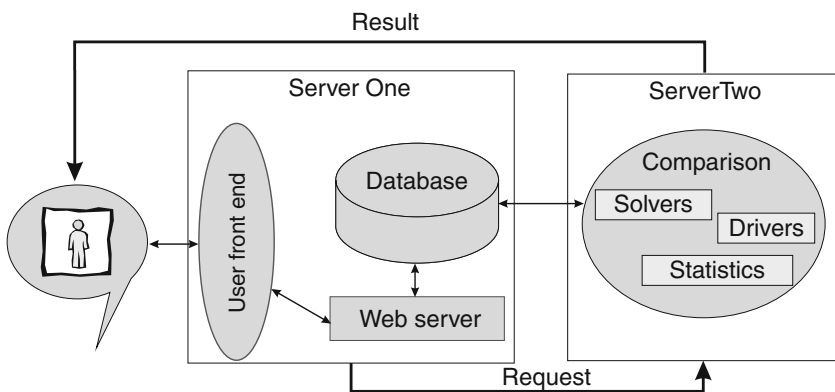 Result
Server One
ServerTwo
User front end
Database
Web server
Comparison
Solvers
Drivers
Statistics
Request